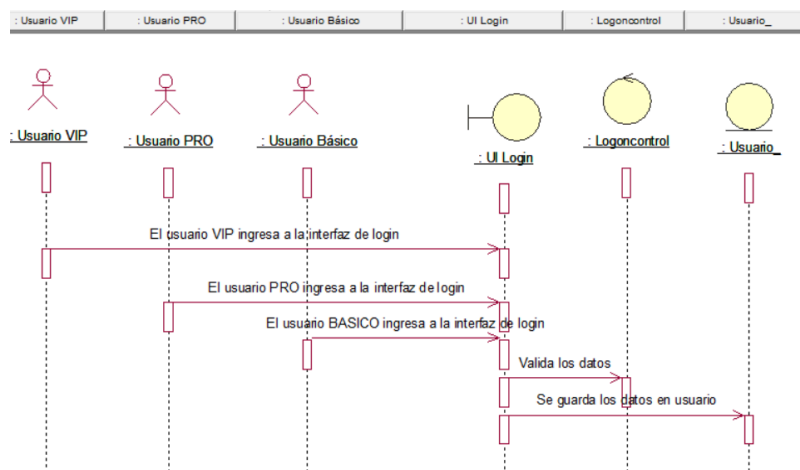 : Usuario VIP
: Usuario PRO
: Usuario Básico
: UI Login
: Logoncontrol
: Usuario_
: Usuario VIP
: Usuario PRO
: Usuario Básico
: UI Login
: Logoncontrol
: Usuario_
El usuario VIP ingresa a la interfaz de login
El usuario PRO ingresa a la interfaz de login
El usuario BASICO ingresa a la interfaz de login
Valida los datos
Se guarda los datos en usuario